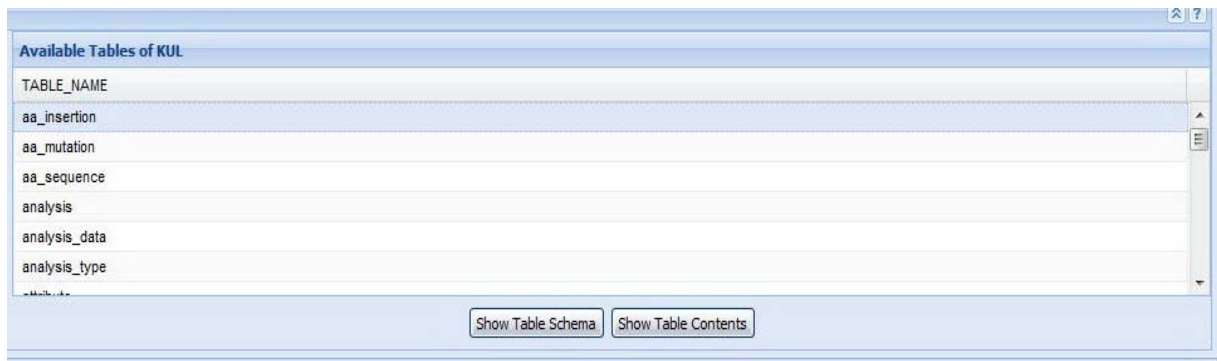 ?
Available Tables of KUL
TABLE_NAME
aa_insertion
aa_mutation
aa_sequence
analysis
analysis_data
analysis_type
Show Table Schema Show Table Contents